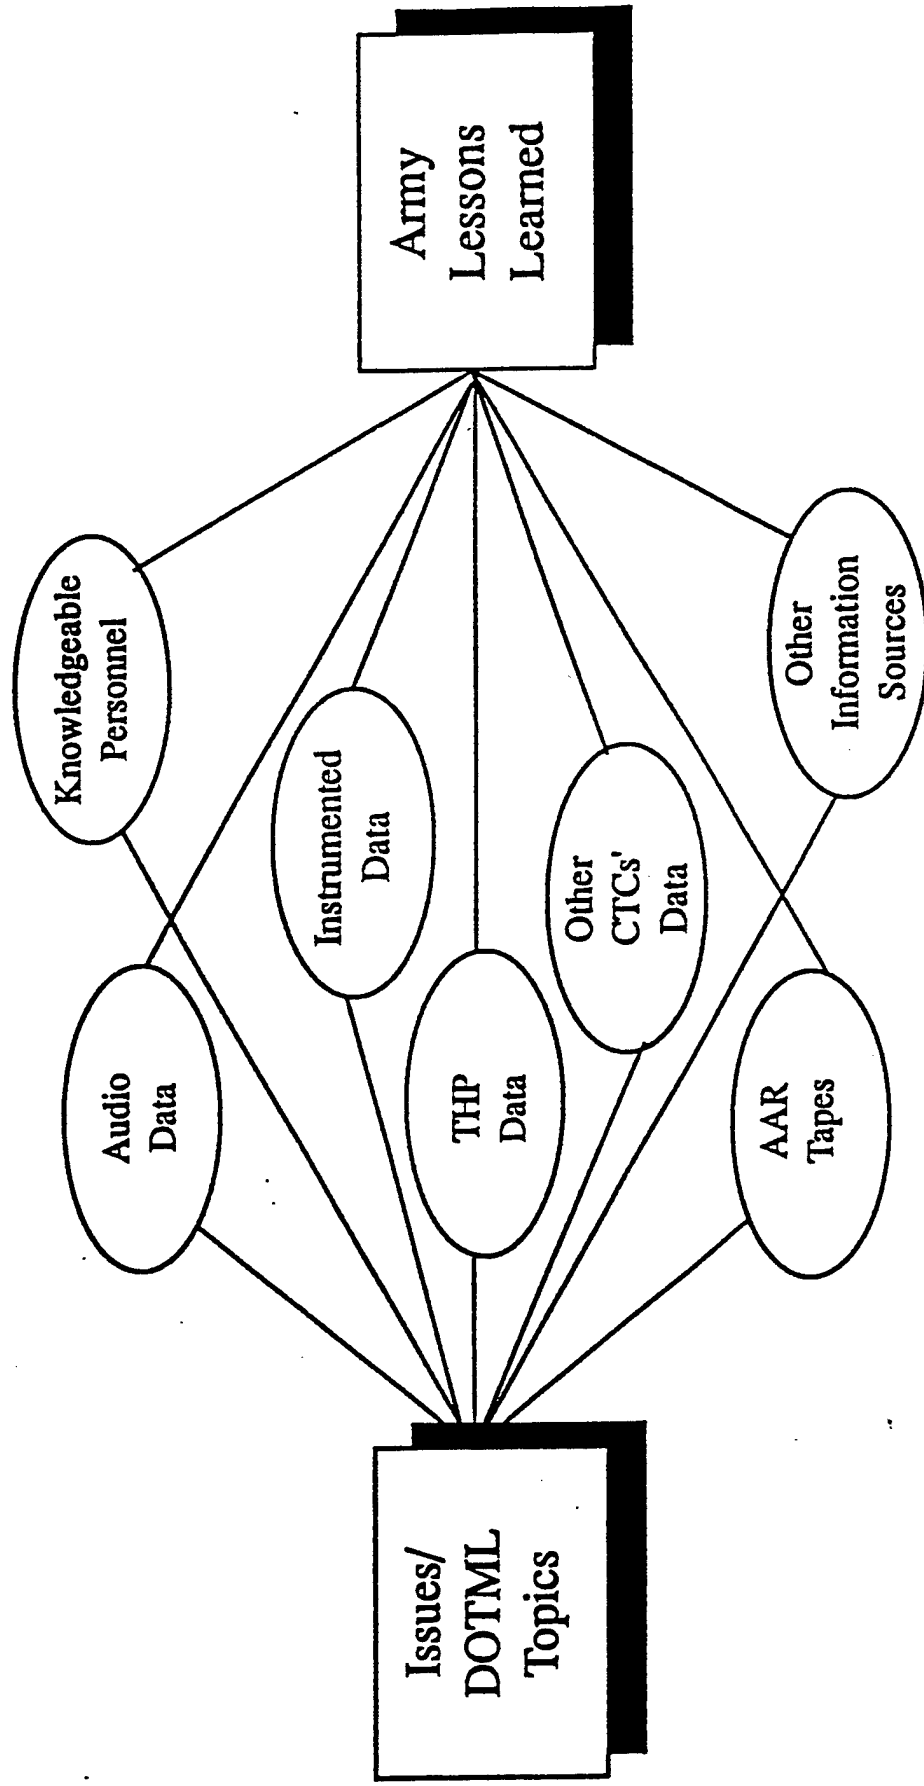 Issues/
DOTML
Topics
Audio
Data
Knowledgeable
Personnel
Instrumented
Data
THP
Data
Other
CTCs'
Data
AAR
Tapes
Other
Information
Sources
Army
Lessons
Learned